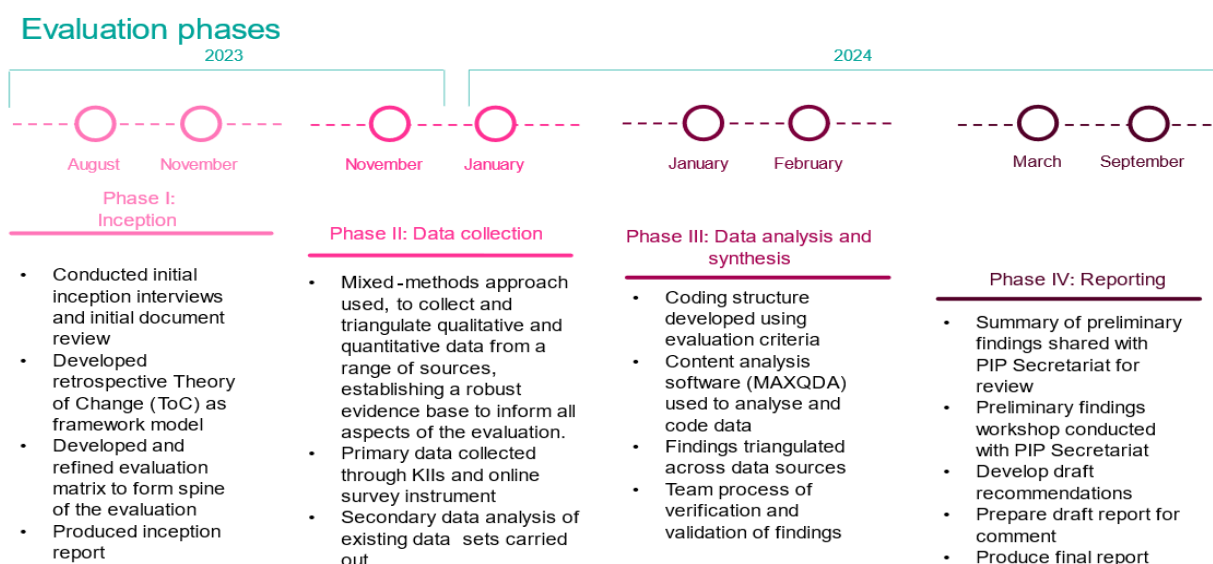 Evaluation phases
2023
2024
August
November
November
January
January
February
March
September
Phase I:
Inception
• Conducted initial
inception interviews
and initial document
review
• Developed
retrospective Theory
of Change (ToC) as
framework model
• Developed and
refined evaluation
matrix to form spine
of the evaluation
• Produced inception
report
Phase II: Data collection
• Mixed-methods approach
used, to collect and
triangulate qualitative and
quantitative data from a
range of sources,
establishing a robust
evidence base to inform all
aspects of the evaluation.
• Primary data collected
through KIIs and online
survey instrument
• Secondary data analysis of
existing data sets carried
out
Phase III: Data analysis and
synthesis
• Coding structure
developed using
evaluation criteria
• Content analysis
software (MAXQDA)
used to analyse and
code data
• Findings triangulated
across data sources
• Team process of
verification and
validation of findings
Phase IV: Reporting
• Summary of preliminary
findings shared with
PIP Secretariat for
review
• Preliminary findings
workshop conducted
with PIP Secretariat
• Develop draft
recommendations
• Prepare draft report for
comment
• Produce final report